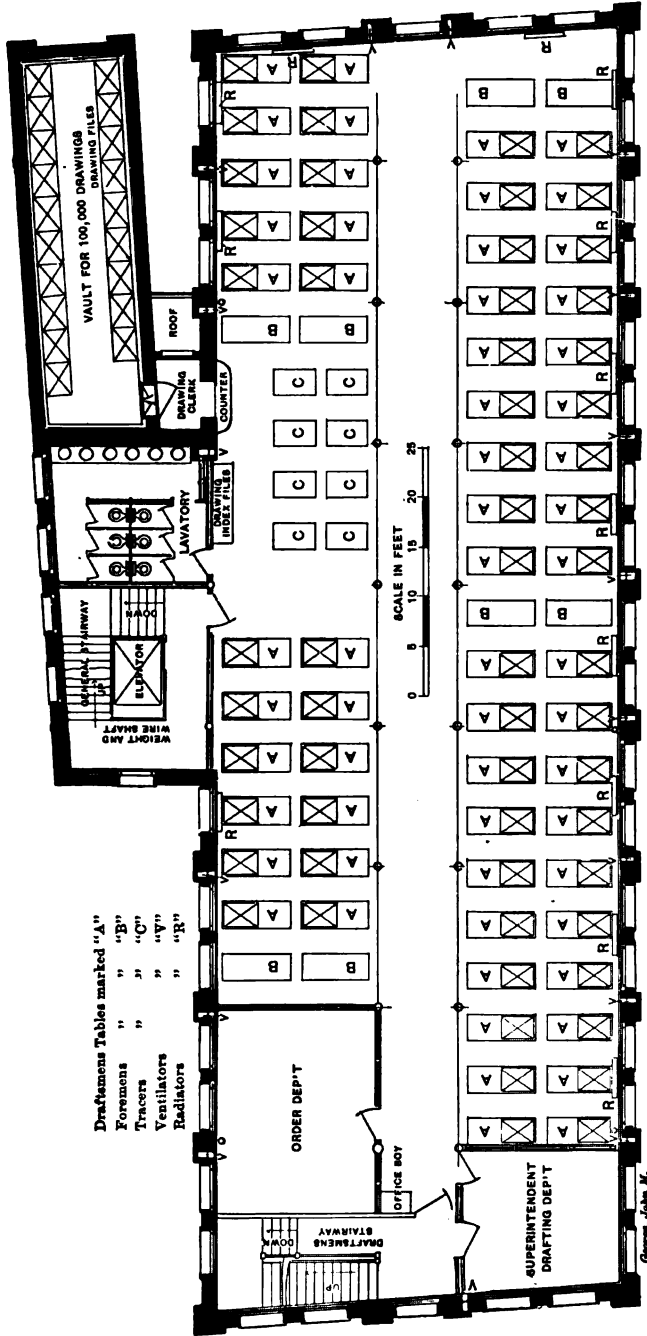 VAULT FOR 100,000 DRAWINGS
DRAWING FILES
WEIGHT AND
WIRE SHAFT
GENERAL STAIRWAY
UP
ELEVATOR
DOWN
LAVATORY
DRAWING
CLERK
ROOF
Draftsmens Tables marked "A"
Foremens " " "B"
Tracers " " "C"
Ventilators " "V"
Radiators " "R"
V V V V V
R R R
DRAWING
INDEX FILES
COUNTER
B A A A A A A B A A A A A
R
B A A A A A A B A A A A A
C C C C
C C C C
DOWN
UP
DRAFTSMENS
STAIRWAY
ORDER DEP'T
OFFICE BOY
V
SCALE IN FEET
0 5 10 15 20 25
V
V
A A A A A A A A A A B A A A A A A A A A B
R
SUPERINTENDENT
DRAFTING DEP'T
A A A A A A A A A A B A A A A A A A A A B
R R R R R R R R
V V V V V V V V